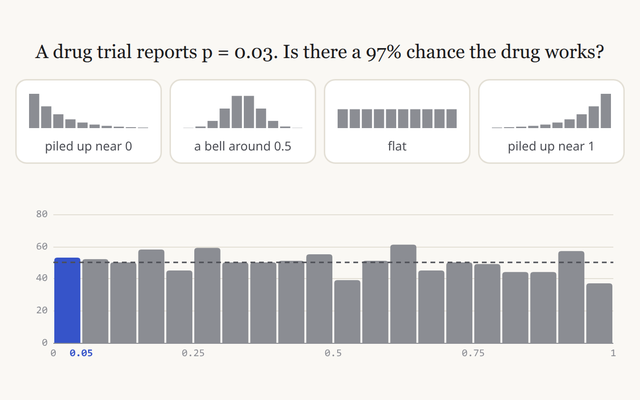 A drug trial reports p = 0.03. Is there a 97% chance the drug works?
piled up near 0
a bell around 0.5
flat
piled up near 1
80
60
40
20
0
0 0.05 0.25 0.5 0.75 1